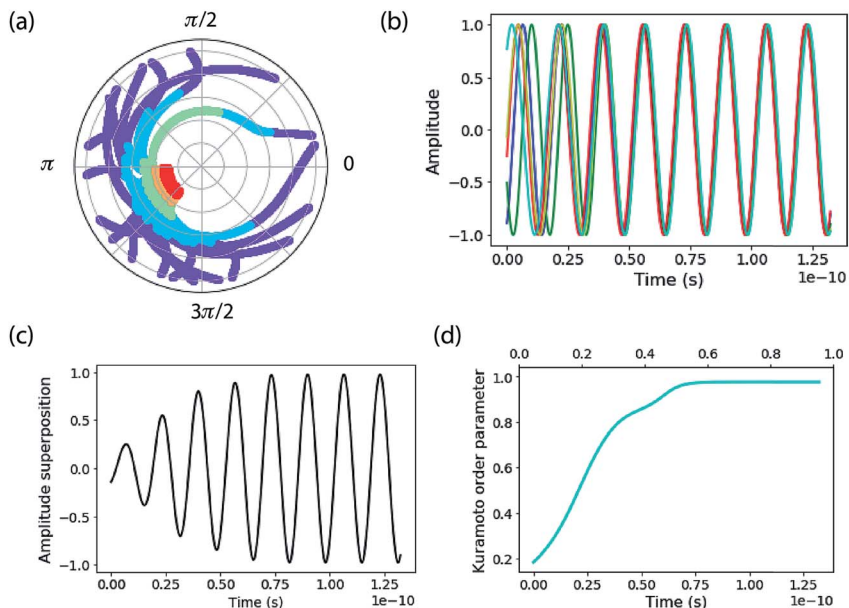 (a)
π/2
π
0
3π/2
(b)
1.0
0.5
0.0
−0.5
−1.0
Amplitude
0.00 0.25 0.50 0.75 1.00 1.25
Time (s)
1e−10
(c)
1.0
0.5
0.0
−0.5
−1.0
Amplitude superposition
0.00 0.25 0.50 0.75 1.00 1.25
Time (s)
1e−10
(d)
0.0 0.2 0.4 0.6 0.8 1.0
1.0
0.8
0.6
0.4
0.2
Kuramoto order parameter
0.00 0.25 0.50 0.75 1.00 1.25
Time (s)
1e−10